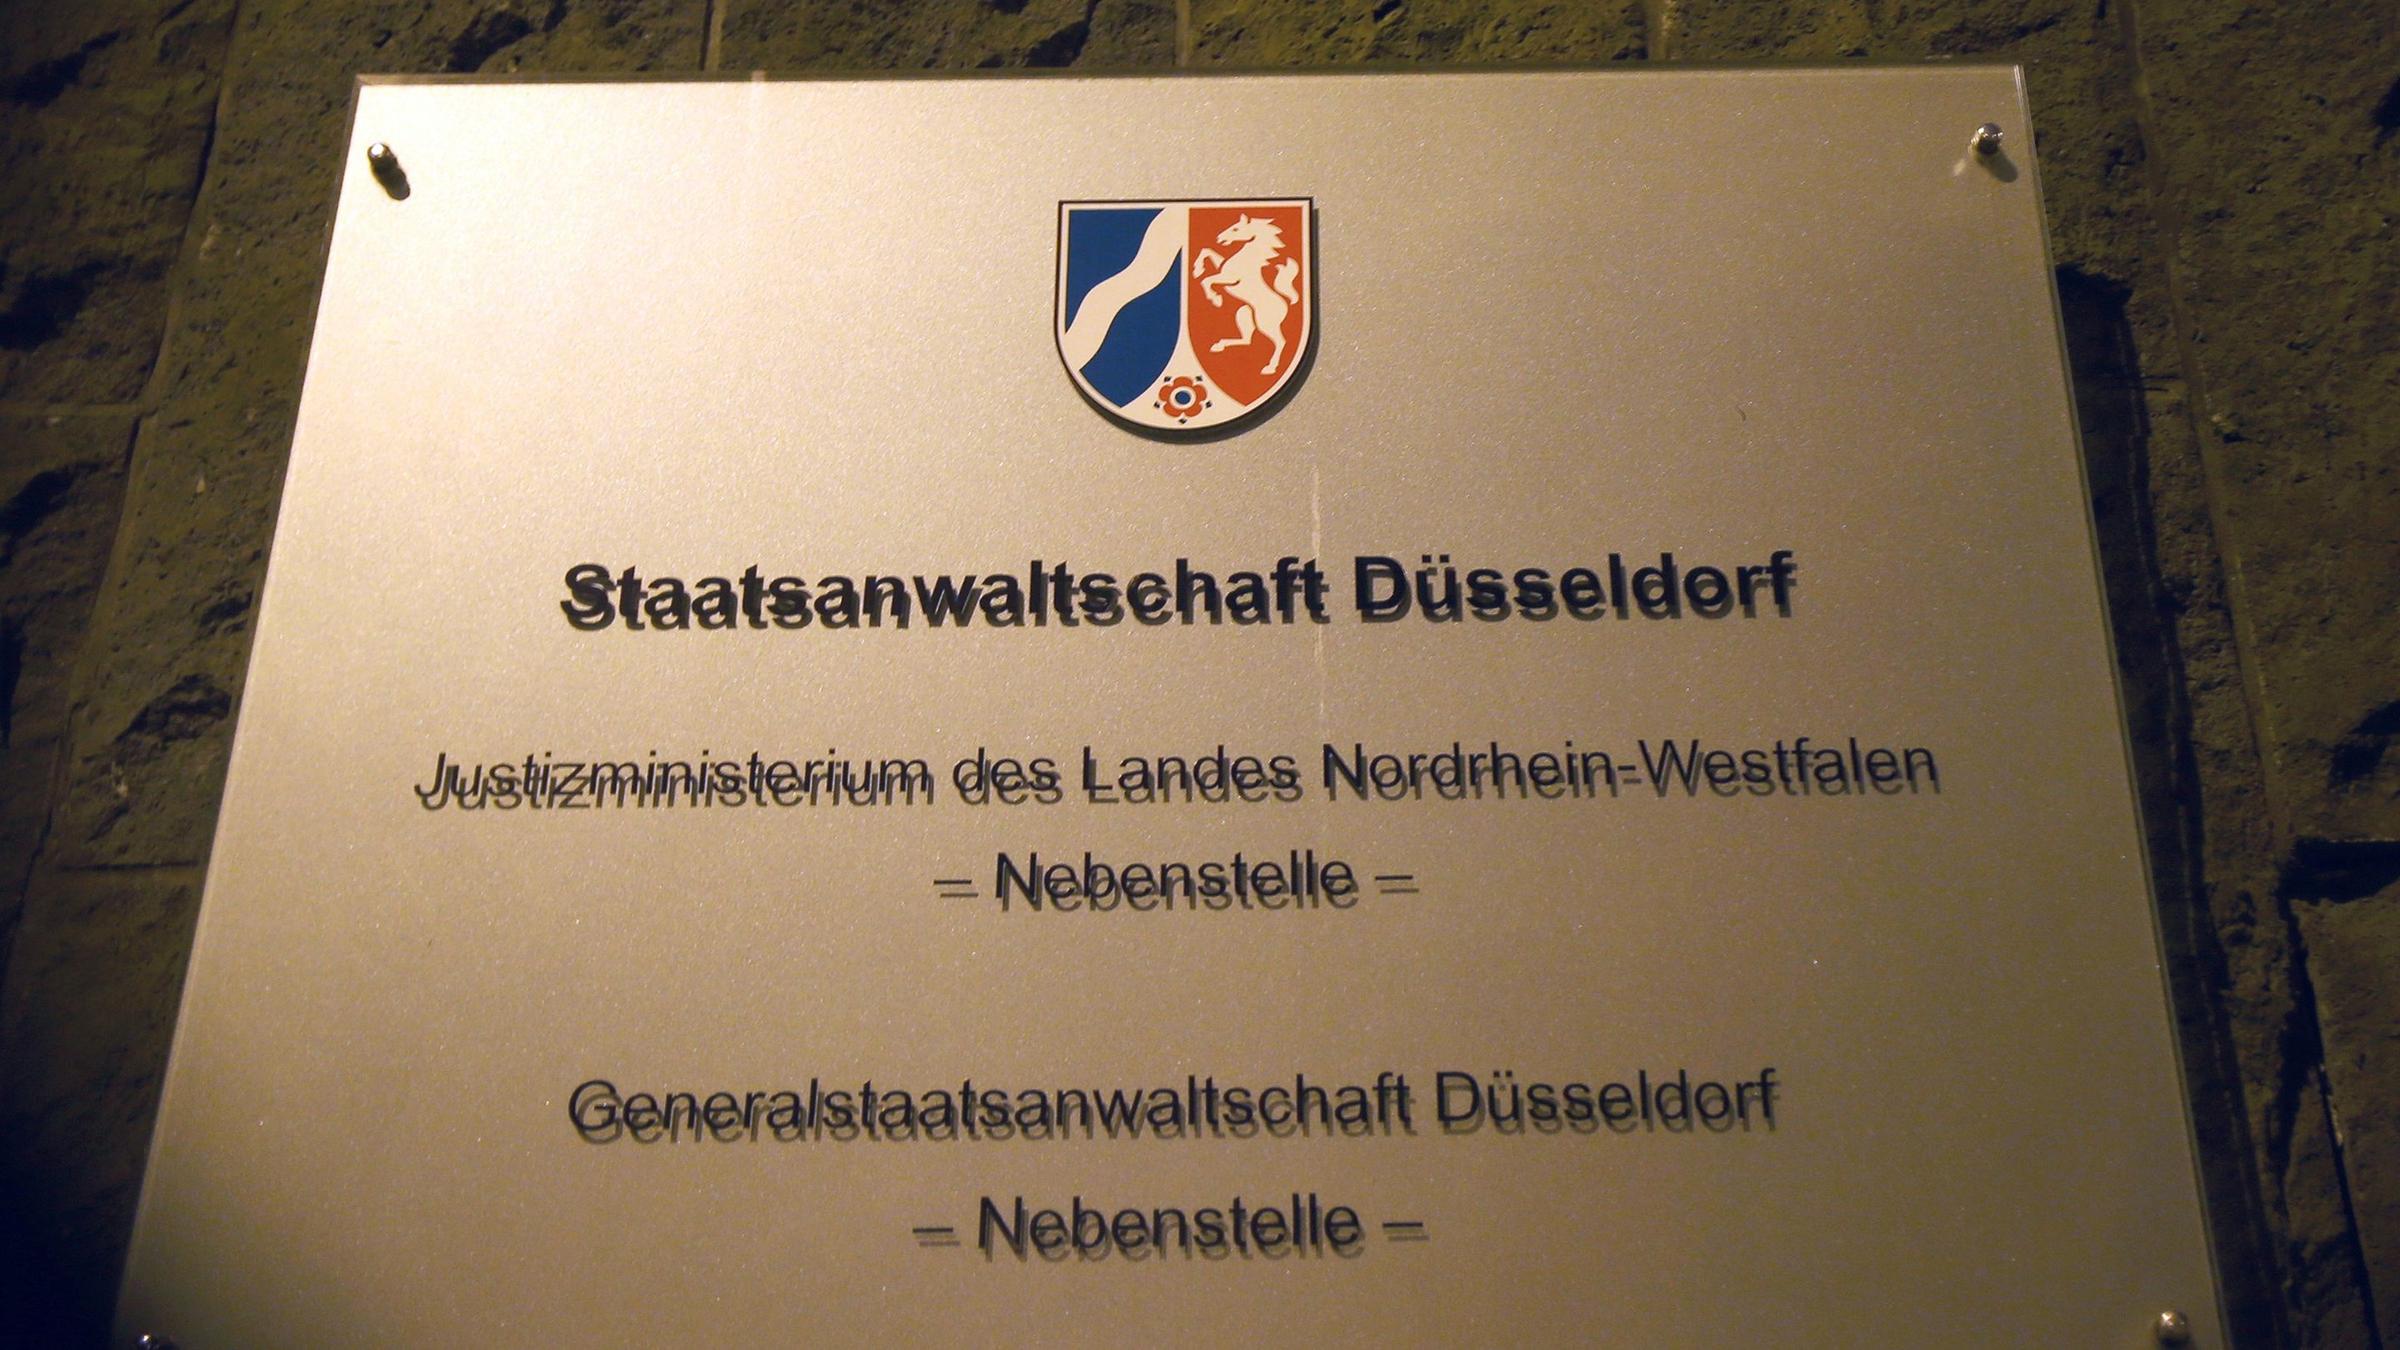 Staatsanwaltschaft Düsseldorf
Justizministerium des Landes Nordrhein-Westfalen
– Nebenstelle –
Generalstaatsanwaltschaft Düsseldorf
– Nebenstelle –